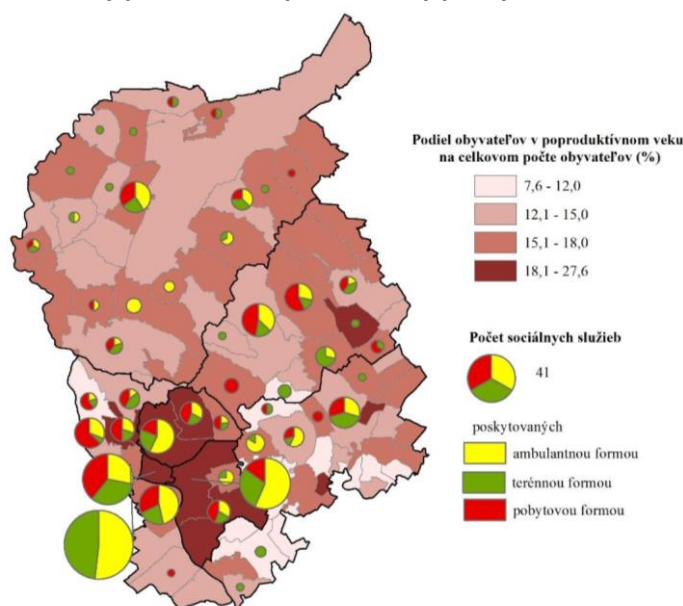 Podiel obyvateľov v poproduktívnom veku
na celkovom počte obyvateľov (%)
7,6 - 12,0
12,1 - 15,0
15,1 - 18,0
18,1 - 27,6
Počet sociálnych služieb
41
poskytovaných
ambulantnou formou
terénnou formou
pobytovou formou